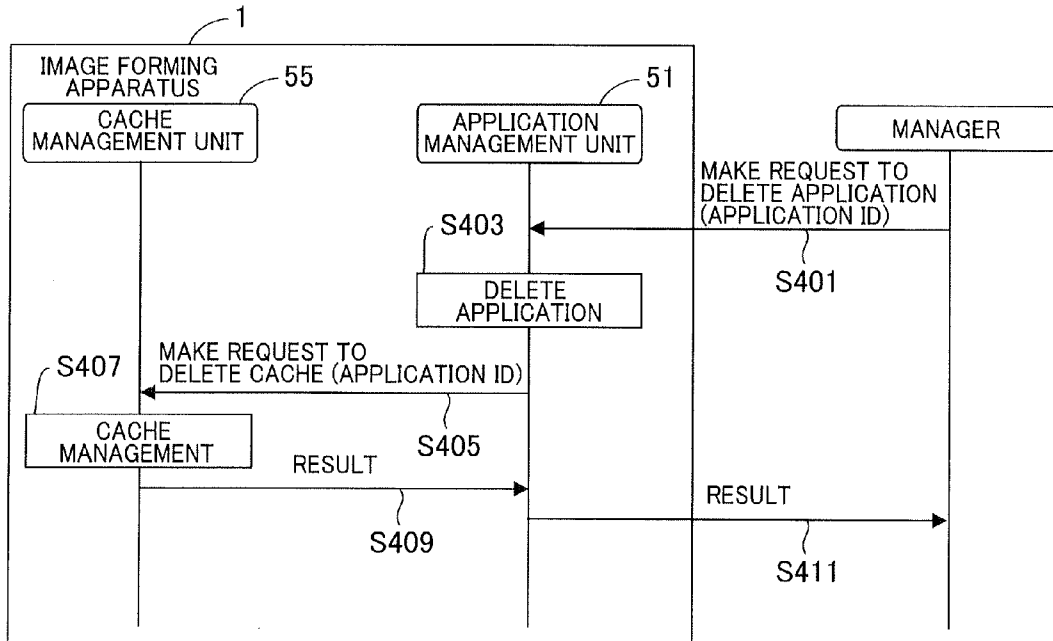 1
IMAGE FORMING
APPARATUS
55
51
CACHE
MANAGEMENT UNIT
APPLICATION
MANAGEMENT UNIT
MANAGER
MAKE REQUEST TO
DELETE APPLICATION
(APPLICATION ID)
S401
S403
DELETE
APPLICATION
MAKE REQUEST TO
DELETE CACHE (APPLICATION ID)
S405
S407
CACHE
MANAGEMENT
RESULT
S409
RESULT
S411